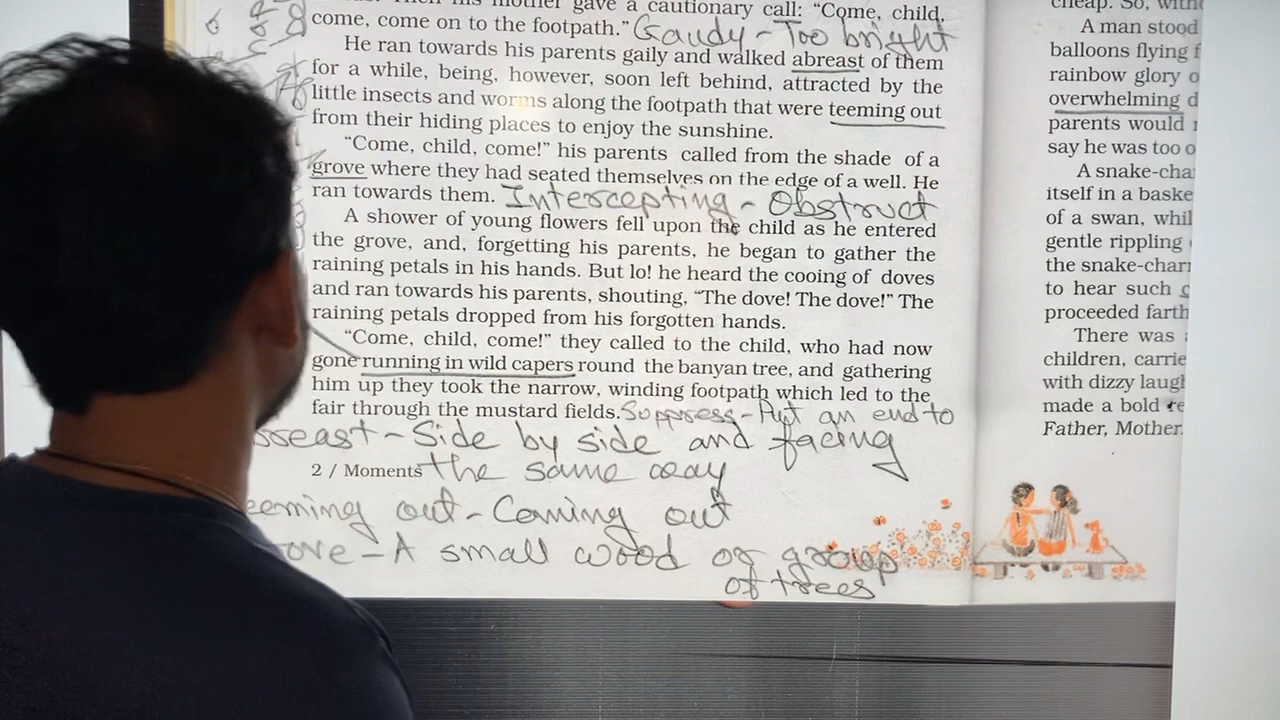 mother gave a cautionary call: “Come, child,
come, come on to the footpath.” Gaudy - Too bright
He ran towards his parents gaily and walked abreast of them
for a while, being, however, soon left behind, attracted by the
little insects and worms along the footpath that were teeming out
from their hiding places to enjoy the sunshine.
“Come, child, come!” his parents called from the shade of a
grove where they had seated themselves on the edge of a well. He
ran towards them. Intercepting - Obstruct
A shower of young flowers fell upon the child as he entered
the grove, and, forgetting his parents, he began to gather the
raining petals in his hands. But lo! he heard the cooing of doves
and ran towards his parents, shouting, “The dove! The dove!” The
raining petals dropped from his forgotten hands.
“Come, child, come!” they called to the child, who had now
gone running in wild capers round the banyan tree, and gathering
him up they took the narrow, winding footpath which led to the
fair through the mustard fields. Suppress - Put an end to
- Side by side and facing
2 / Moments the same way
eeming out - Coming out
ove - A small wood or group
of trees
cheap. So,
A man stood
balloons flying f
rainbow glory o
overwhelming d
parents would
say he was too o
A snake-cha
itself in a baske
of a swan, whil
gentle rippling
the snake-char
to hear such
proceeded farth
There was
children, carrie
with dizzy laug
made a bold re
Father, Mother